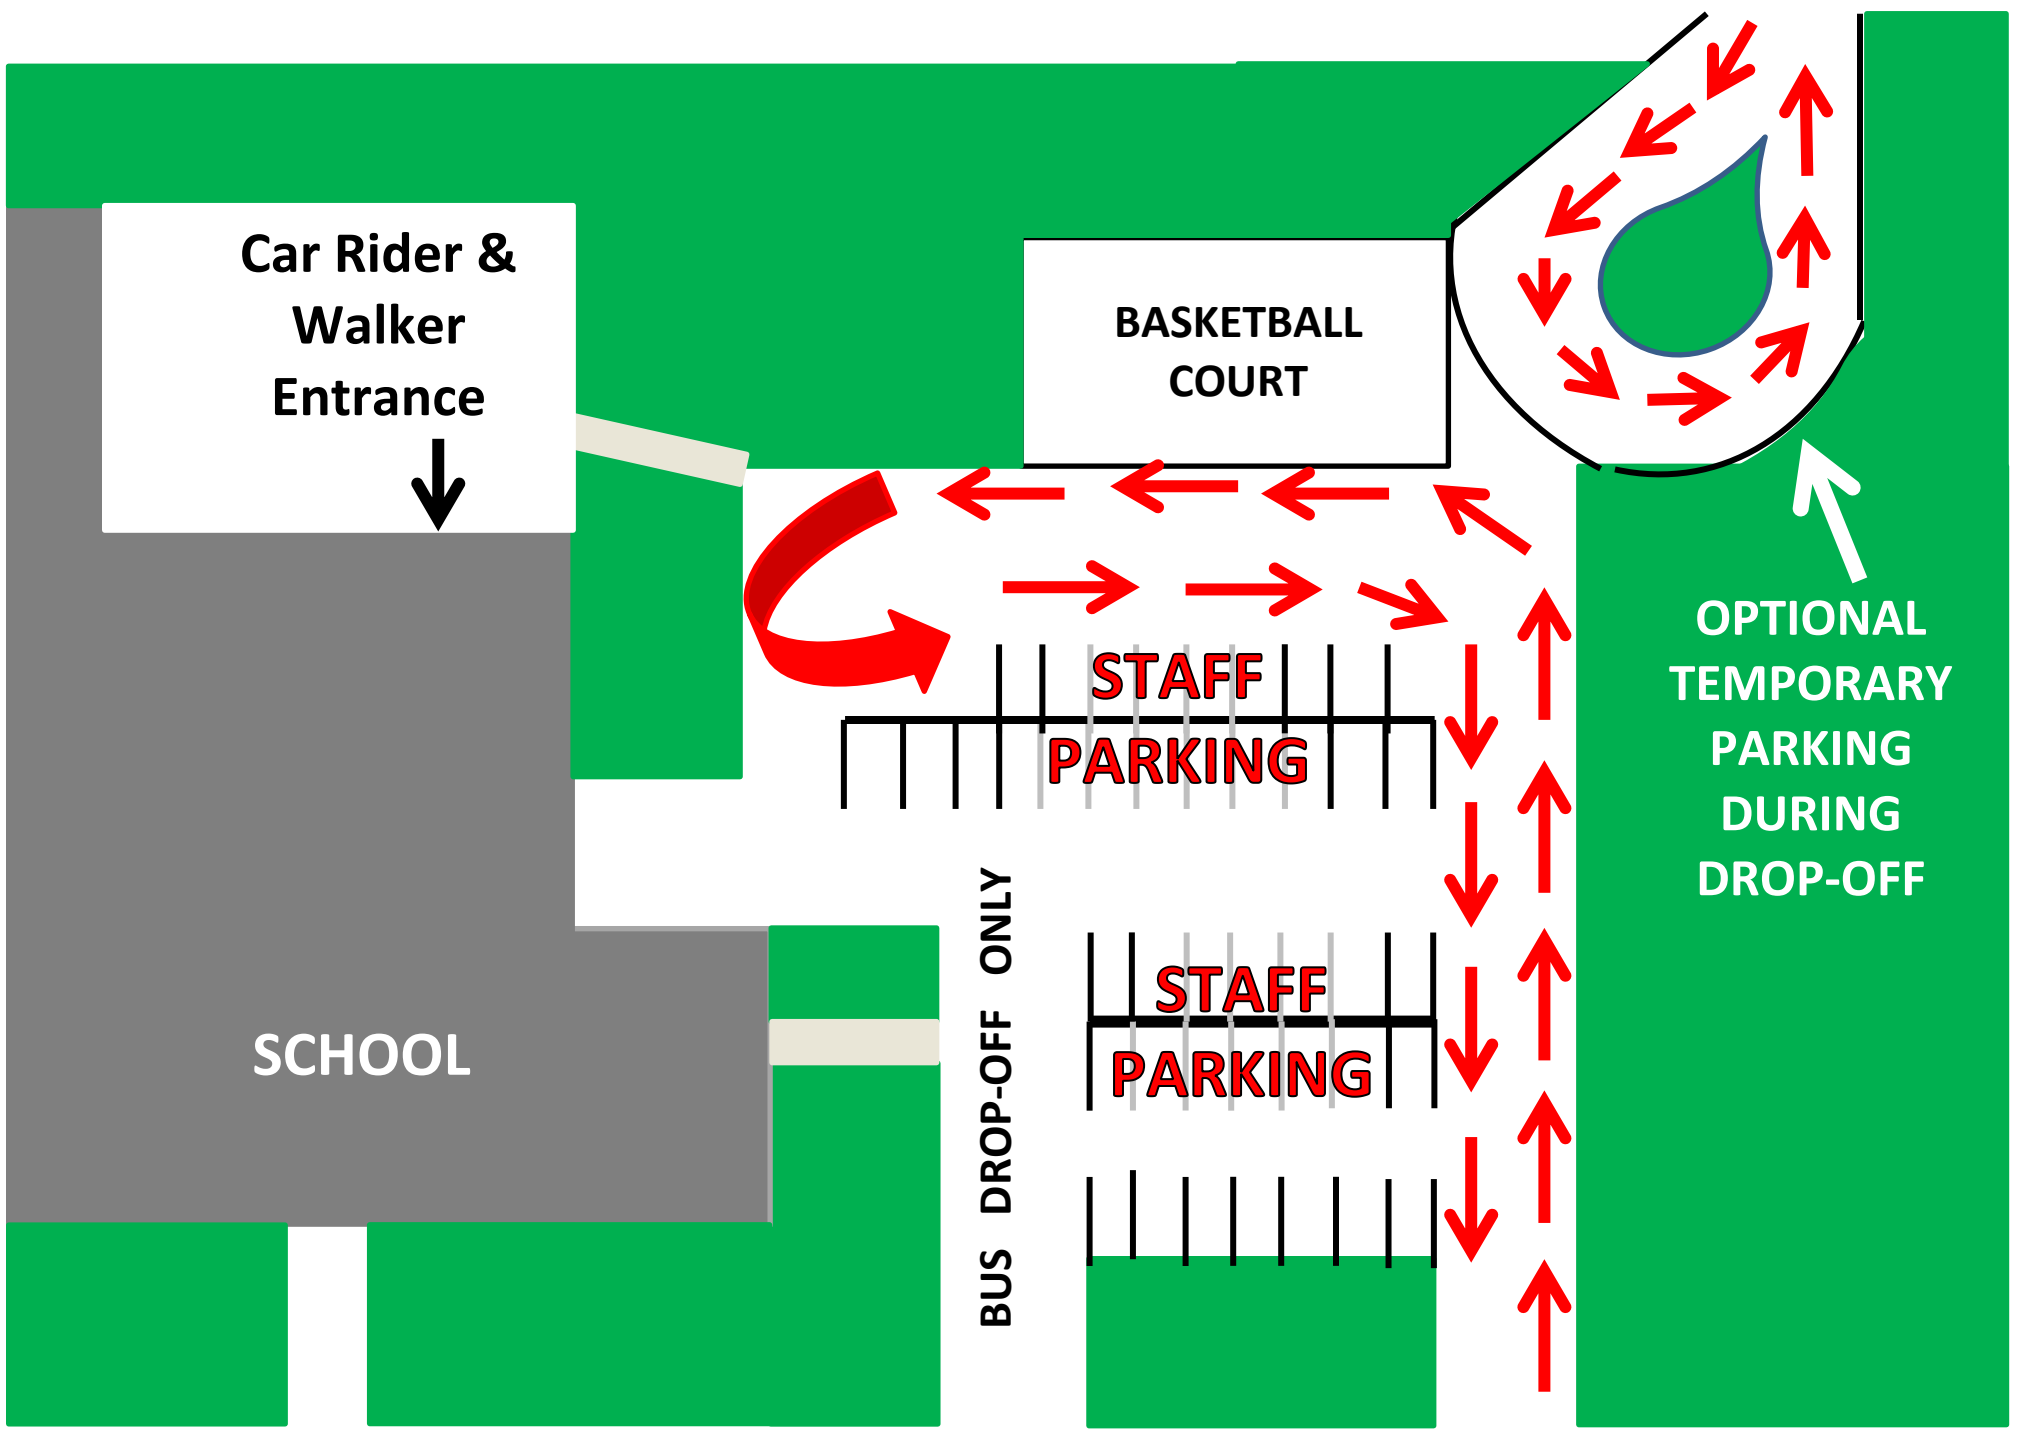 Car Rider &
Walker
Entrance
BASKETBALL
COURT
OPTIONAL
TEMPORARY
PARKING
DURING
DROP-OFF
STAFF
PARKING
BUS DROP-OFF ONLY
STAFF
PARKING
SCHOOL